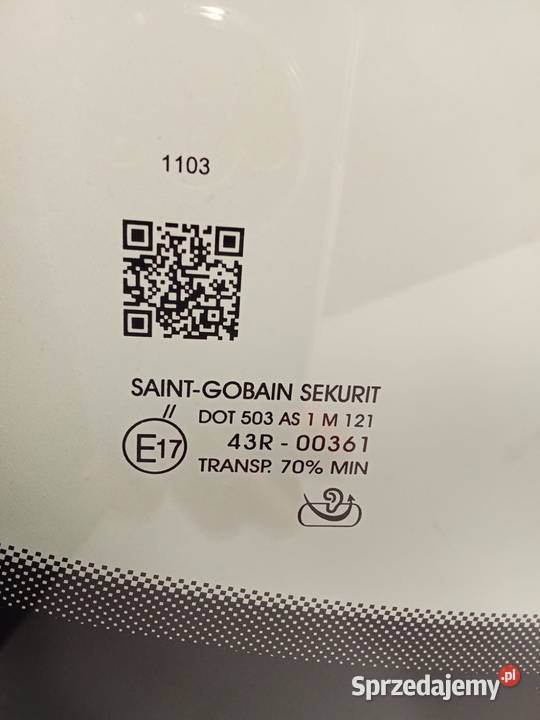 1103
SAINT-GOBAIN SEKURIT
//
DOT 503 AS 1 M 121
E17
43R - 00361
TRANSP. 70% MIN
Sprzedajemy.pl